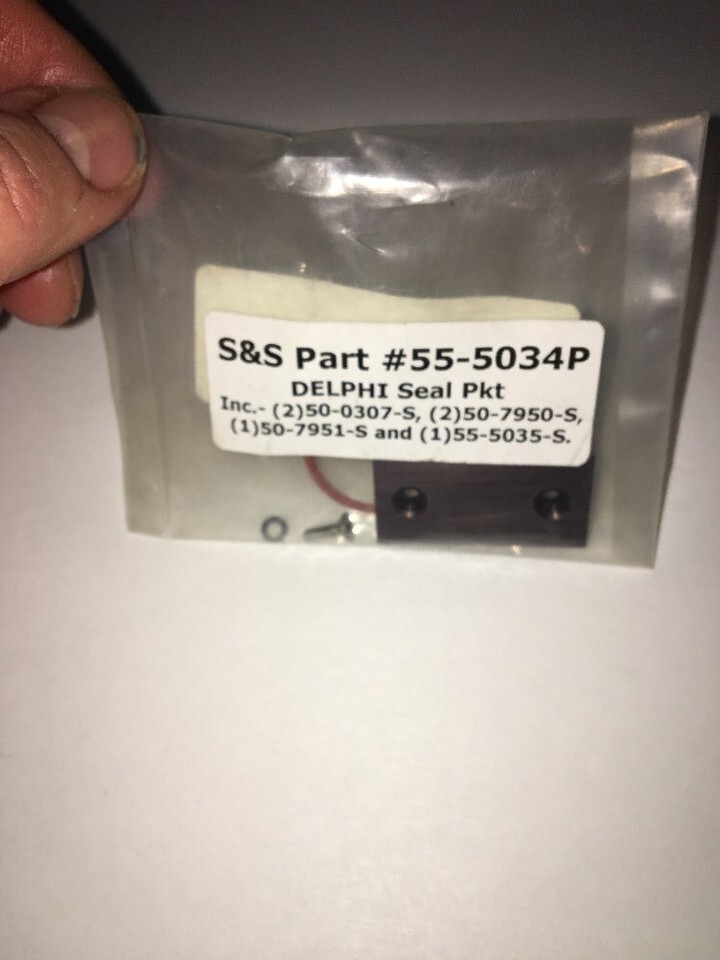 S&S Part #55-5034P
DELPHI Seal Pkt
Inc.- (2)50-0307-S, (2)50-7950-S,
(1)50-7951-S and (1)55-5035-S.